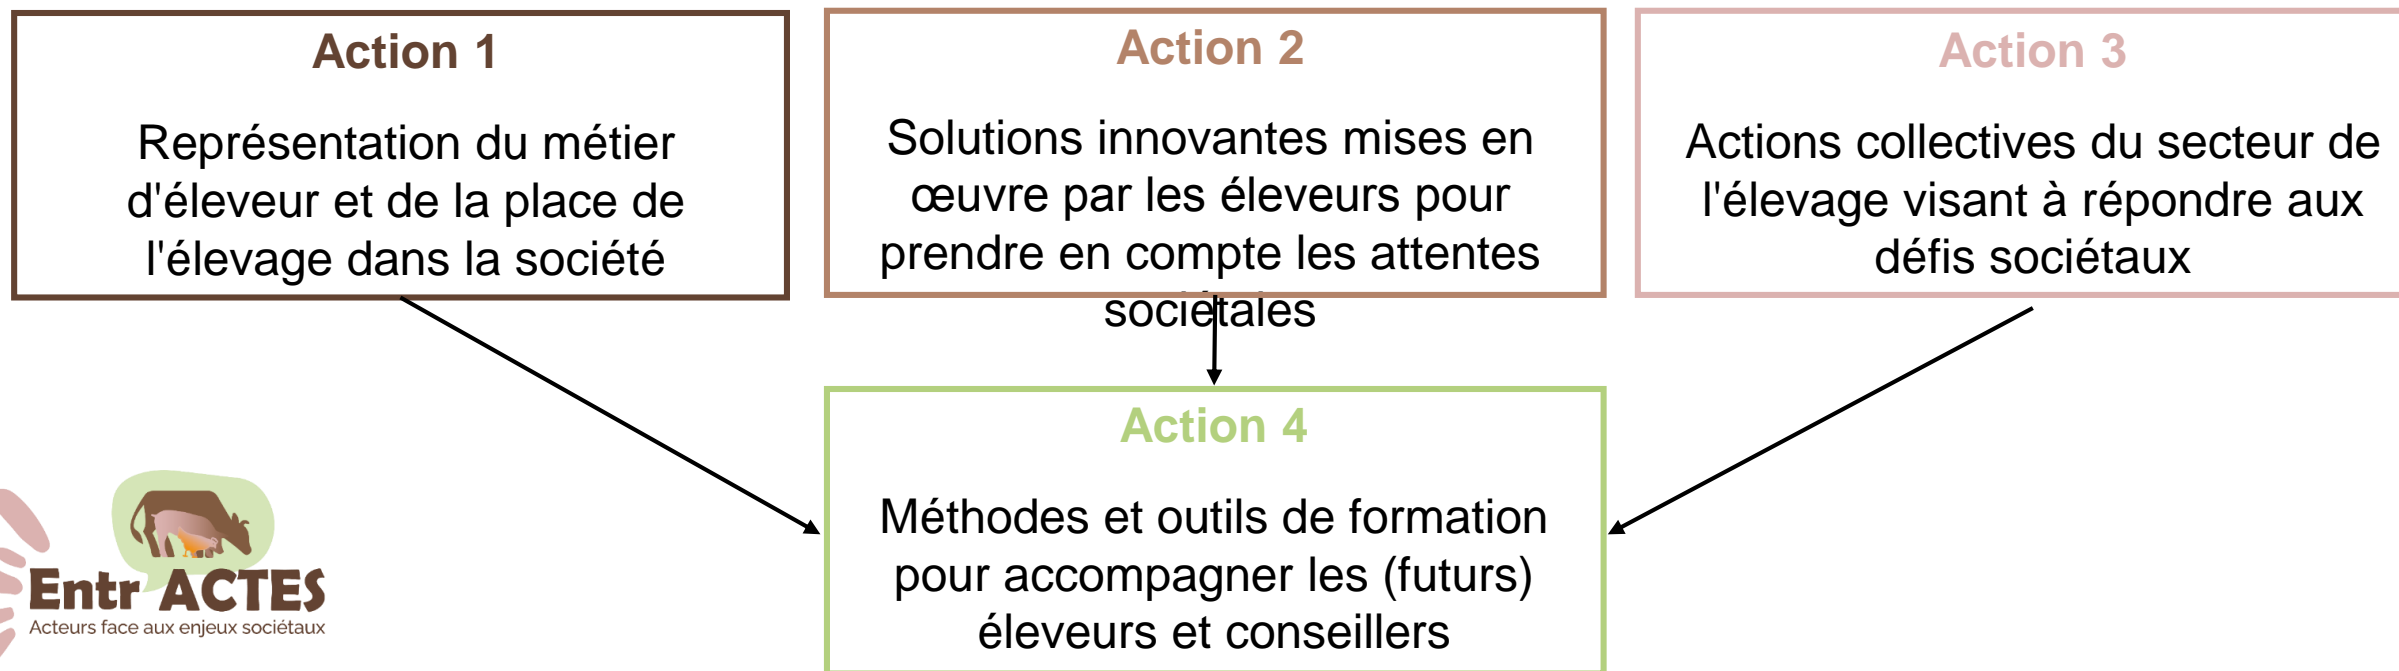 Action 1
Représentation du métier
d'éleveur et de la place de
l'élevage dans la société
Action 2
Solutions innovantes mises en
œuvre par les éleveurs pour
prendre en compte les attentes
sociétales
Action 3
Actions collectives du secteur de
l'élevage visant à répondre aux
défis sociétaux
Action 4
Méthodes et outils de formation
pour accompagner les (futurs)
éleveurs et conseillers
Entr ACTES
Acteurs face aux enjeux sociétaux